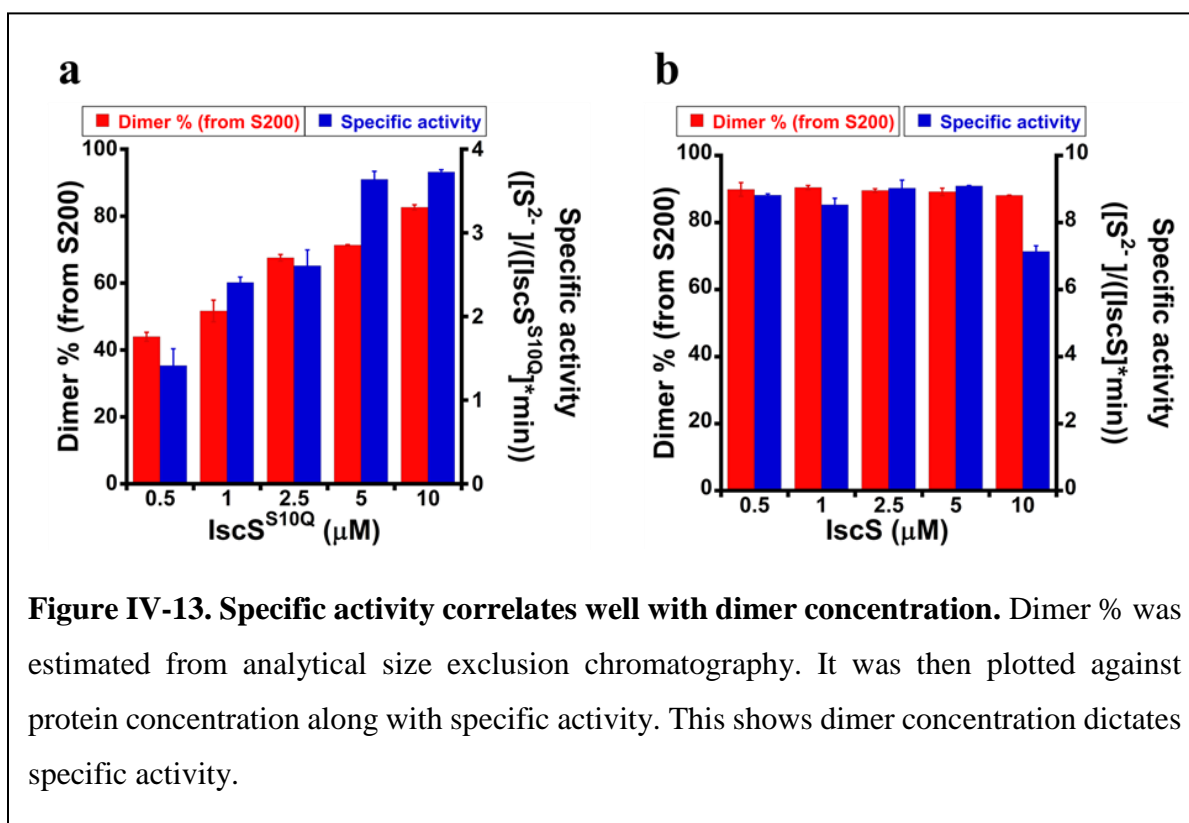 a
b
Dimer % (from S200) Specific activity
Dimer % (from S200) Specific activity
Dimer % (from S200)
100
80
60
40
20
0
4
3
2
1
0
Specific activity
([S²⁻]/([IscS^S10Q]*min))
0.5 1 2.5 5 10
IscS^S10Q (μM)
Dimer % (from S200)
100
80
60
40
20
0
10
8
6
4
2
0
Specific activity
([S²⁻]/([IscS]*min))
0.5 1 2.5 5 10
IscS (μM)
Figure IV-13. Specific activity correlates well with dimer concentration. Dimer % was
estimated from analytical size exclusion chromatography. It was then plotted against
protein concentration along with specific activity. This shows dimer concentration dictates
specific activity.